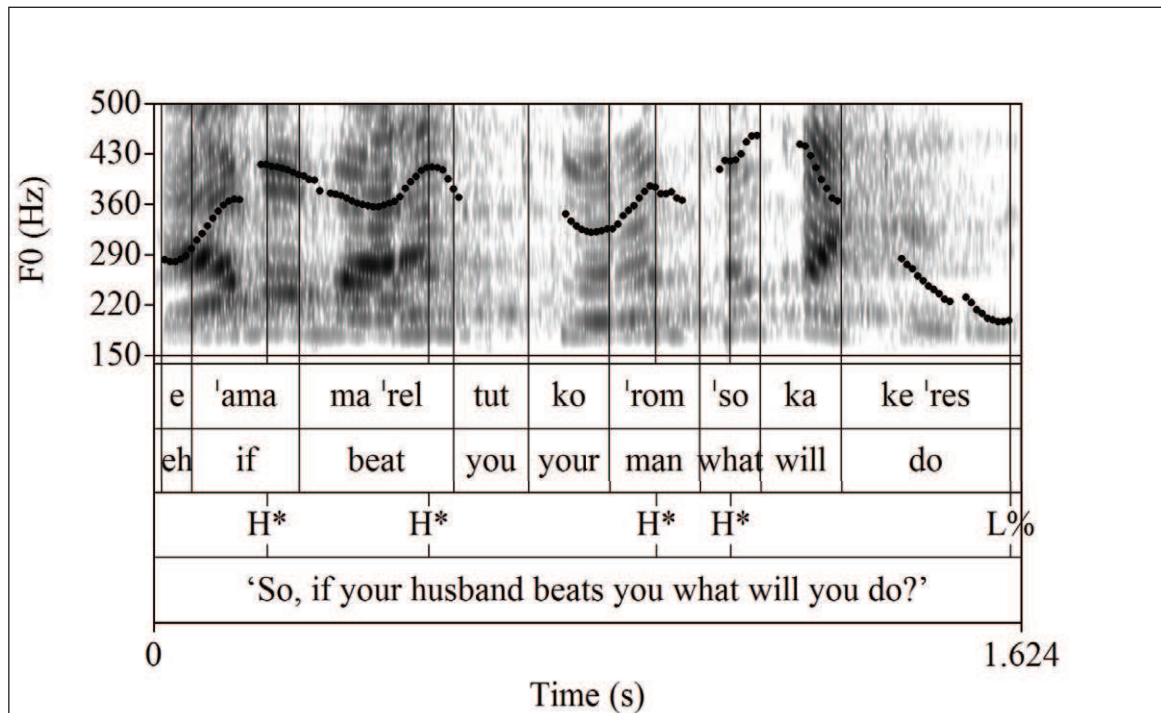 500
430
360
290
220
150
F0 (Hz)
e ˈama ma ˈrel tut ko ˈrom ˈso ka ke ˈres
eh if beat you your man what will do
H* H* H* H* L%
‘So, if your husband beats you what will you do?’
0 1.624
Time (s)